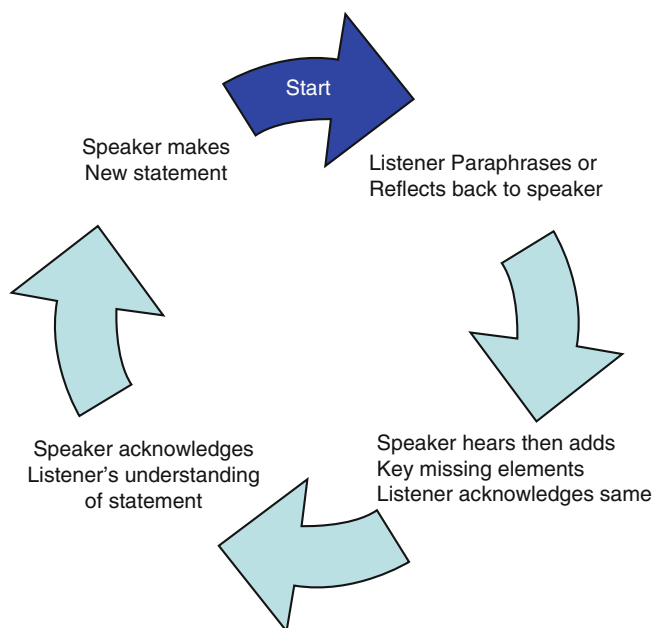 Start
Speaker makes
New statement
Listener Paraphrases or
Reflects back to speaker
Speaker hears then adds
Key missing elements
Listener acknowledges same
Speaker acknowledges
Listener's understanding
of statement